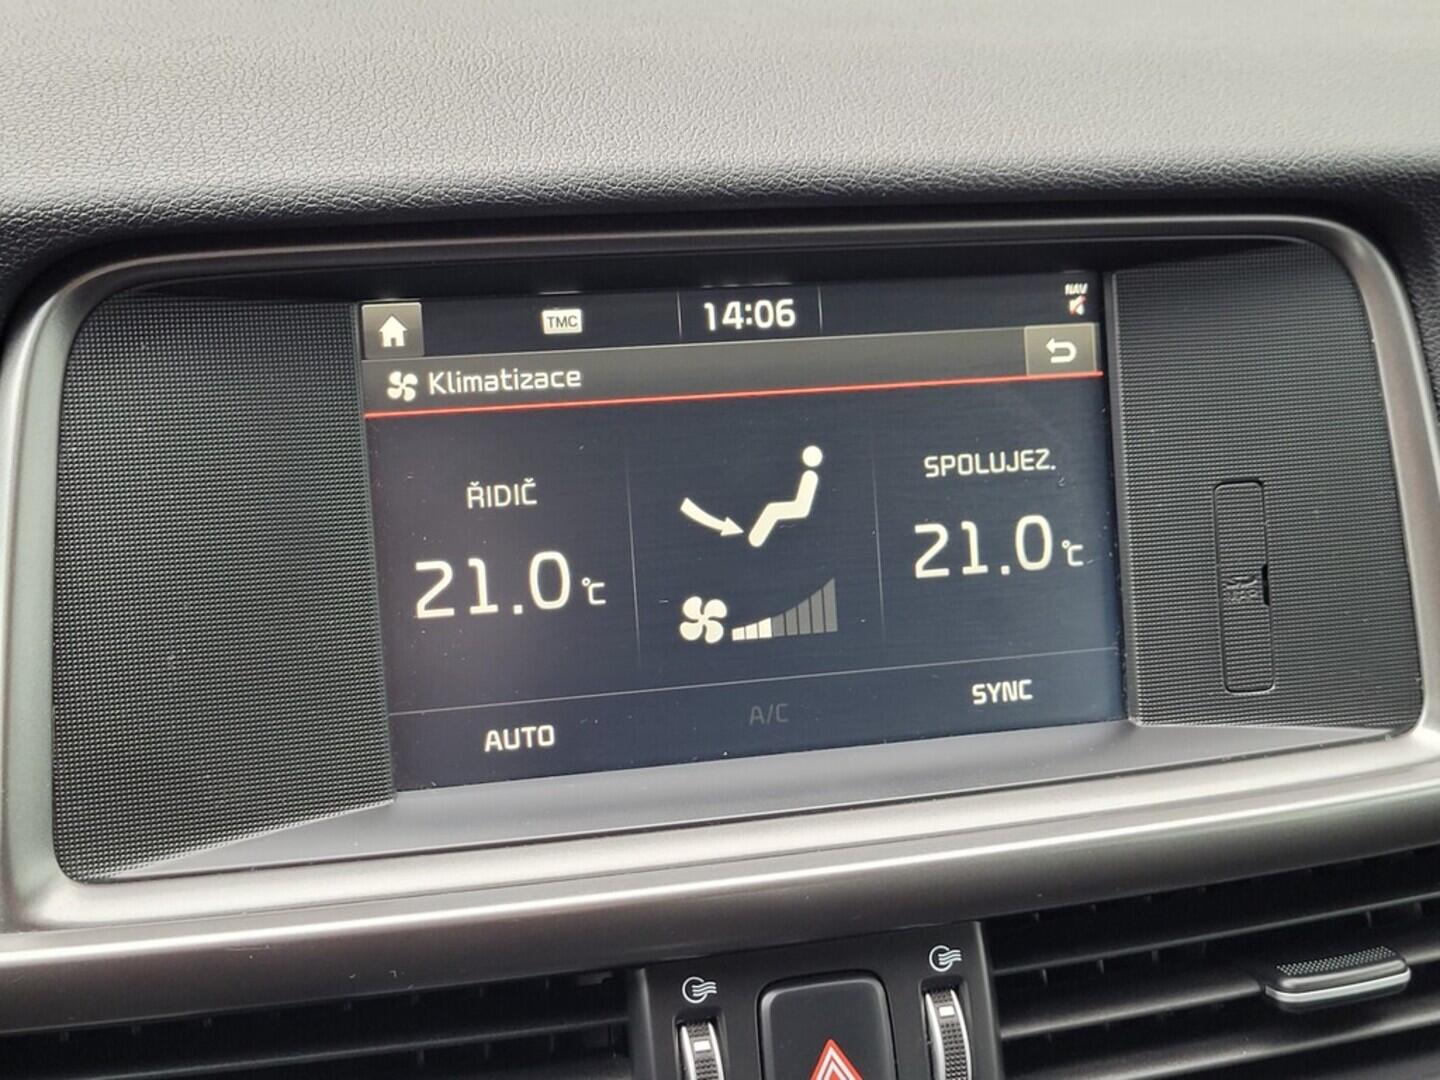 TMC
14:06
NAV
Klimatizace
ŘIDIČ
21.0 °C
SPOLUJEZ.
21.0 °C
AUTO
A/C
SYNC